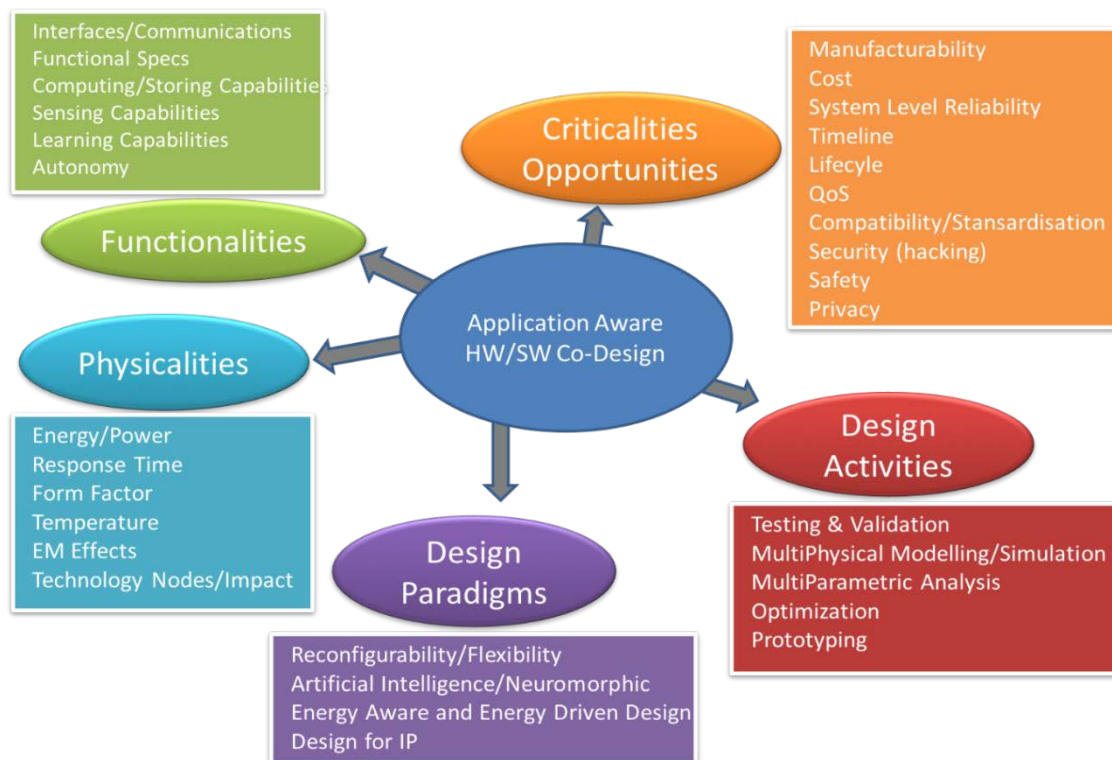 Interfaces/Communications
Functional Specs
Computing/Storing Capabilities
Sensing Capabilities
Learning Capabilities
Autonomy
Functionalities
Criticalities
Opportunities
Manufacturability
Cost
System Level Reliability
Timeline
Lifecyle
QoS
Compatibility/Stansardisation
Security (hacking)
Safety
Privacy
Application Aware
HW/SW Co-Design
Physicalities
Energy/Power
Response Time
Form Factor
Temperature
EM Effects
Technology Nodes/Impact
Design
Paradigms
Reconfigurability/Flexibility
Artificial Intelligence/Neuromorphic
Energy Aware and Energy Driven Design
Design for IP
Design
Activities
Testing & Validation
MultiPhysical Modelling/Simulation
MultiParametric Analysis
Optimization
Prototyping